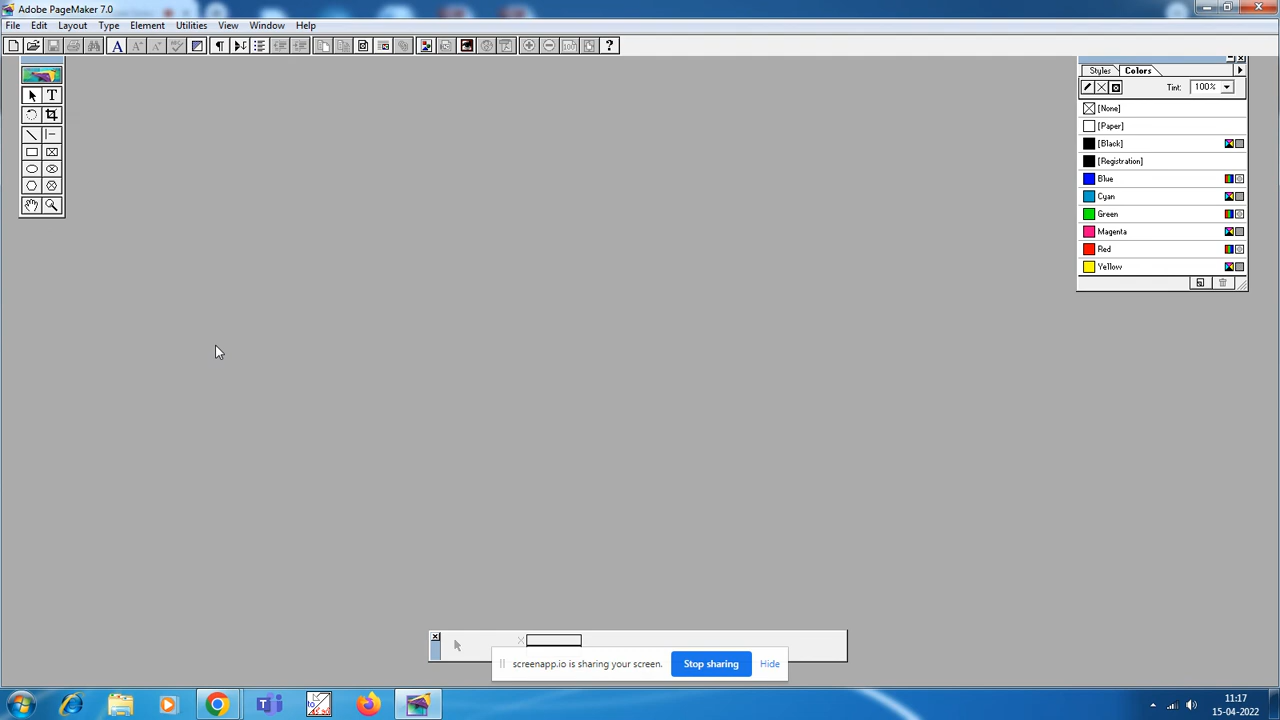 Adobe PageMaker 7.0
File Edit Layout Type Element Utilities View Window Help
Styles Colors
Tint: 100%
[None]
[Paper]
[Black]
[Registration]
Blue
Cyan
Green
Magenta
Red
Yellow
X
screenapp.io is sharing your screen. Stop sharing Hide
11:17
15-04-2022